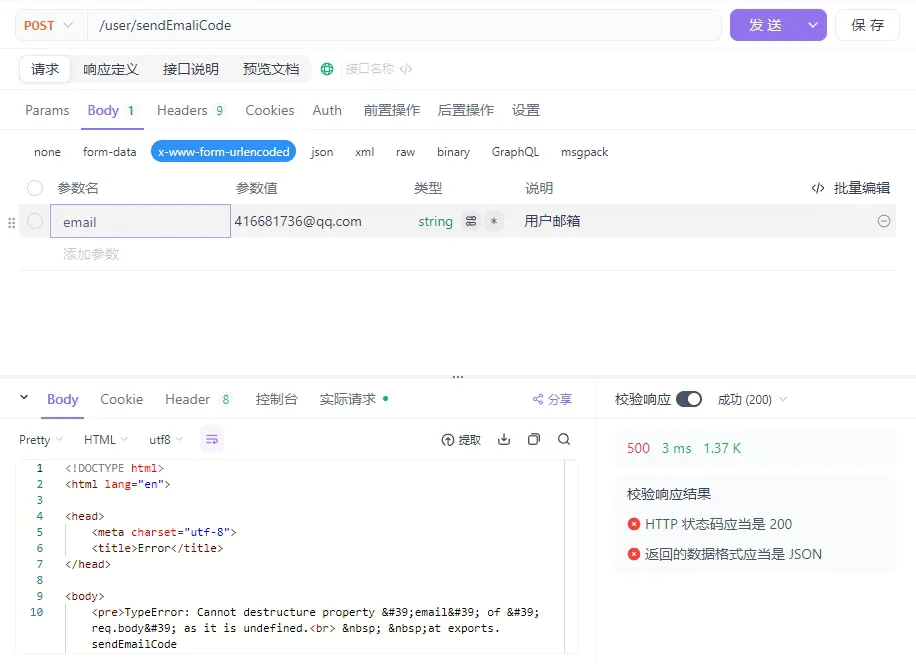 POST /user/sendEmaliCode 发 送 保 存
请求 响应定义 接口说明 预览文档 接口名称 </>
Params Body 1 Headers 9 Cookies Auth 前置操作 后置操作 设置
none form-data x-www-form-urlencoded json xml raw binary GraphQL msgpack
参数名 参数值 类型 说明 </> 批量编辑
email 416681736@qq.com string * 用户邮箱
添加参数
Body Cookie Header 8 控制台 实际请求 分享 校验响应 成功 (200)
Pretty HTML utf8 提取
500 3 ms 1.37 K
校验响应结果
HTTP 状态码应当是 200
返回的数据格式应当是 JSON
1 <!DOCTYPE html>
2 <html lang="en">
3
4 <head>
5 <meta charset="utf-8">
6 <title>Error</title>
7 </head>
8
9 <body>
10 <pre>TypeError: Cannot destructure property &#39;email&#39; of &#39;
req.body&#39; as it is undefined.<br> &nbsp; &nbsp;at exports.
sendEmailCode